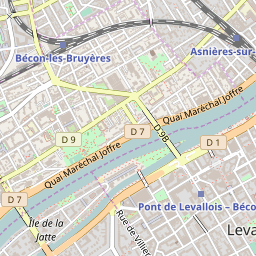 Asnières-sur-
Bécon-les-Bruyères
Quai Maréchal Joffre
D 9B
D 7
D 9
D 1
Quai Maréchal Joffre
D 7
Pont de Levallois – Béco
Île de la
Jatte
Rue de Villier
Leva